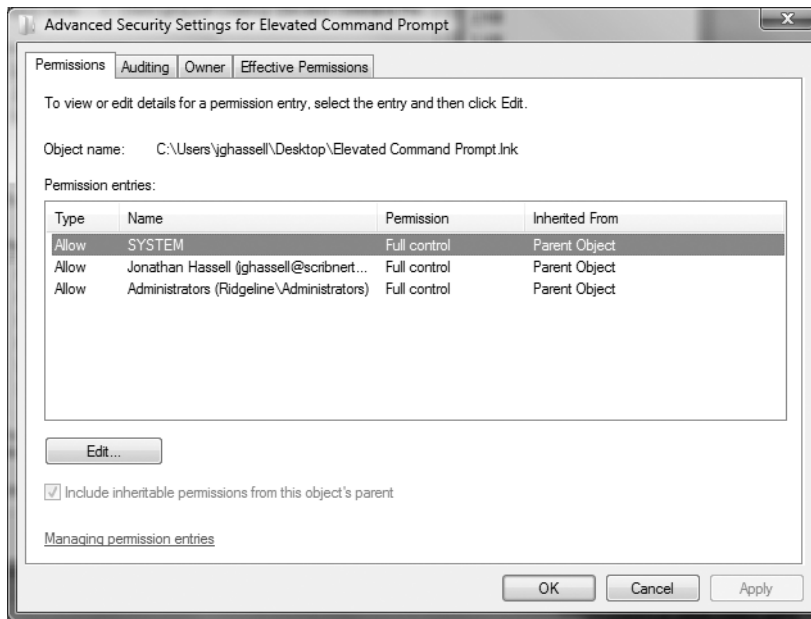 Advanced Security Settings for Elevated Command Prompt
Permissions Auditing Owner Effective Permissions
To view or edit details for a permission entry, select the entry and then click Edit.
Object name: C:\Users\jghassell\Desktop\Elevated Command Prompt.lnk
Permission entries:
Type Name Permission Inherited From
Allow SYSTEM Full control Parent Object
Allow Jonathan Hassell (jghassell@scribnert... Full control Parent Object
Allow Administrators (Ridgeline\Administrators) Full control Parent Object
Edit...
Include inheritable permissions from this object's parent
Managing permission entries
OK Cancel Apply